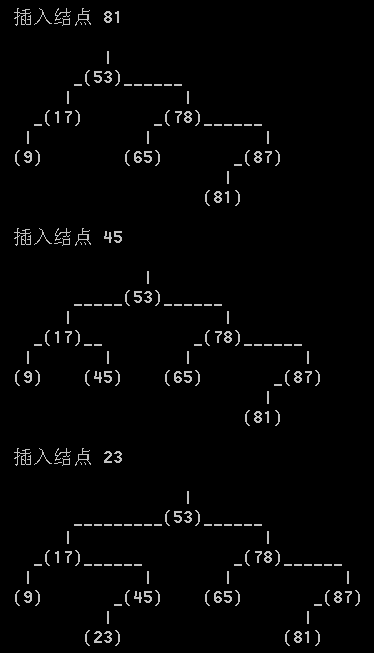 插入结点 81
(53)
(17) (78)
(9) (65) (87)
(81)
插入结点 45
(53)
(17) (78)
(9) (45) (65) (87)
(81)
插入结点 23
(53)
(17) (78)
(9) (45) (65) (87)
(23) (81)